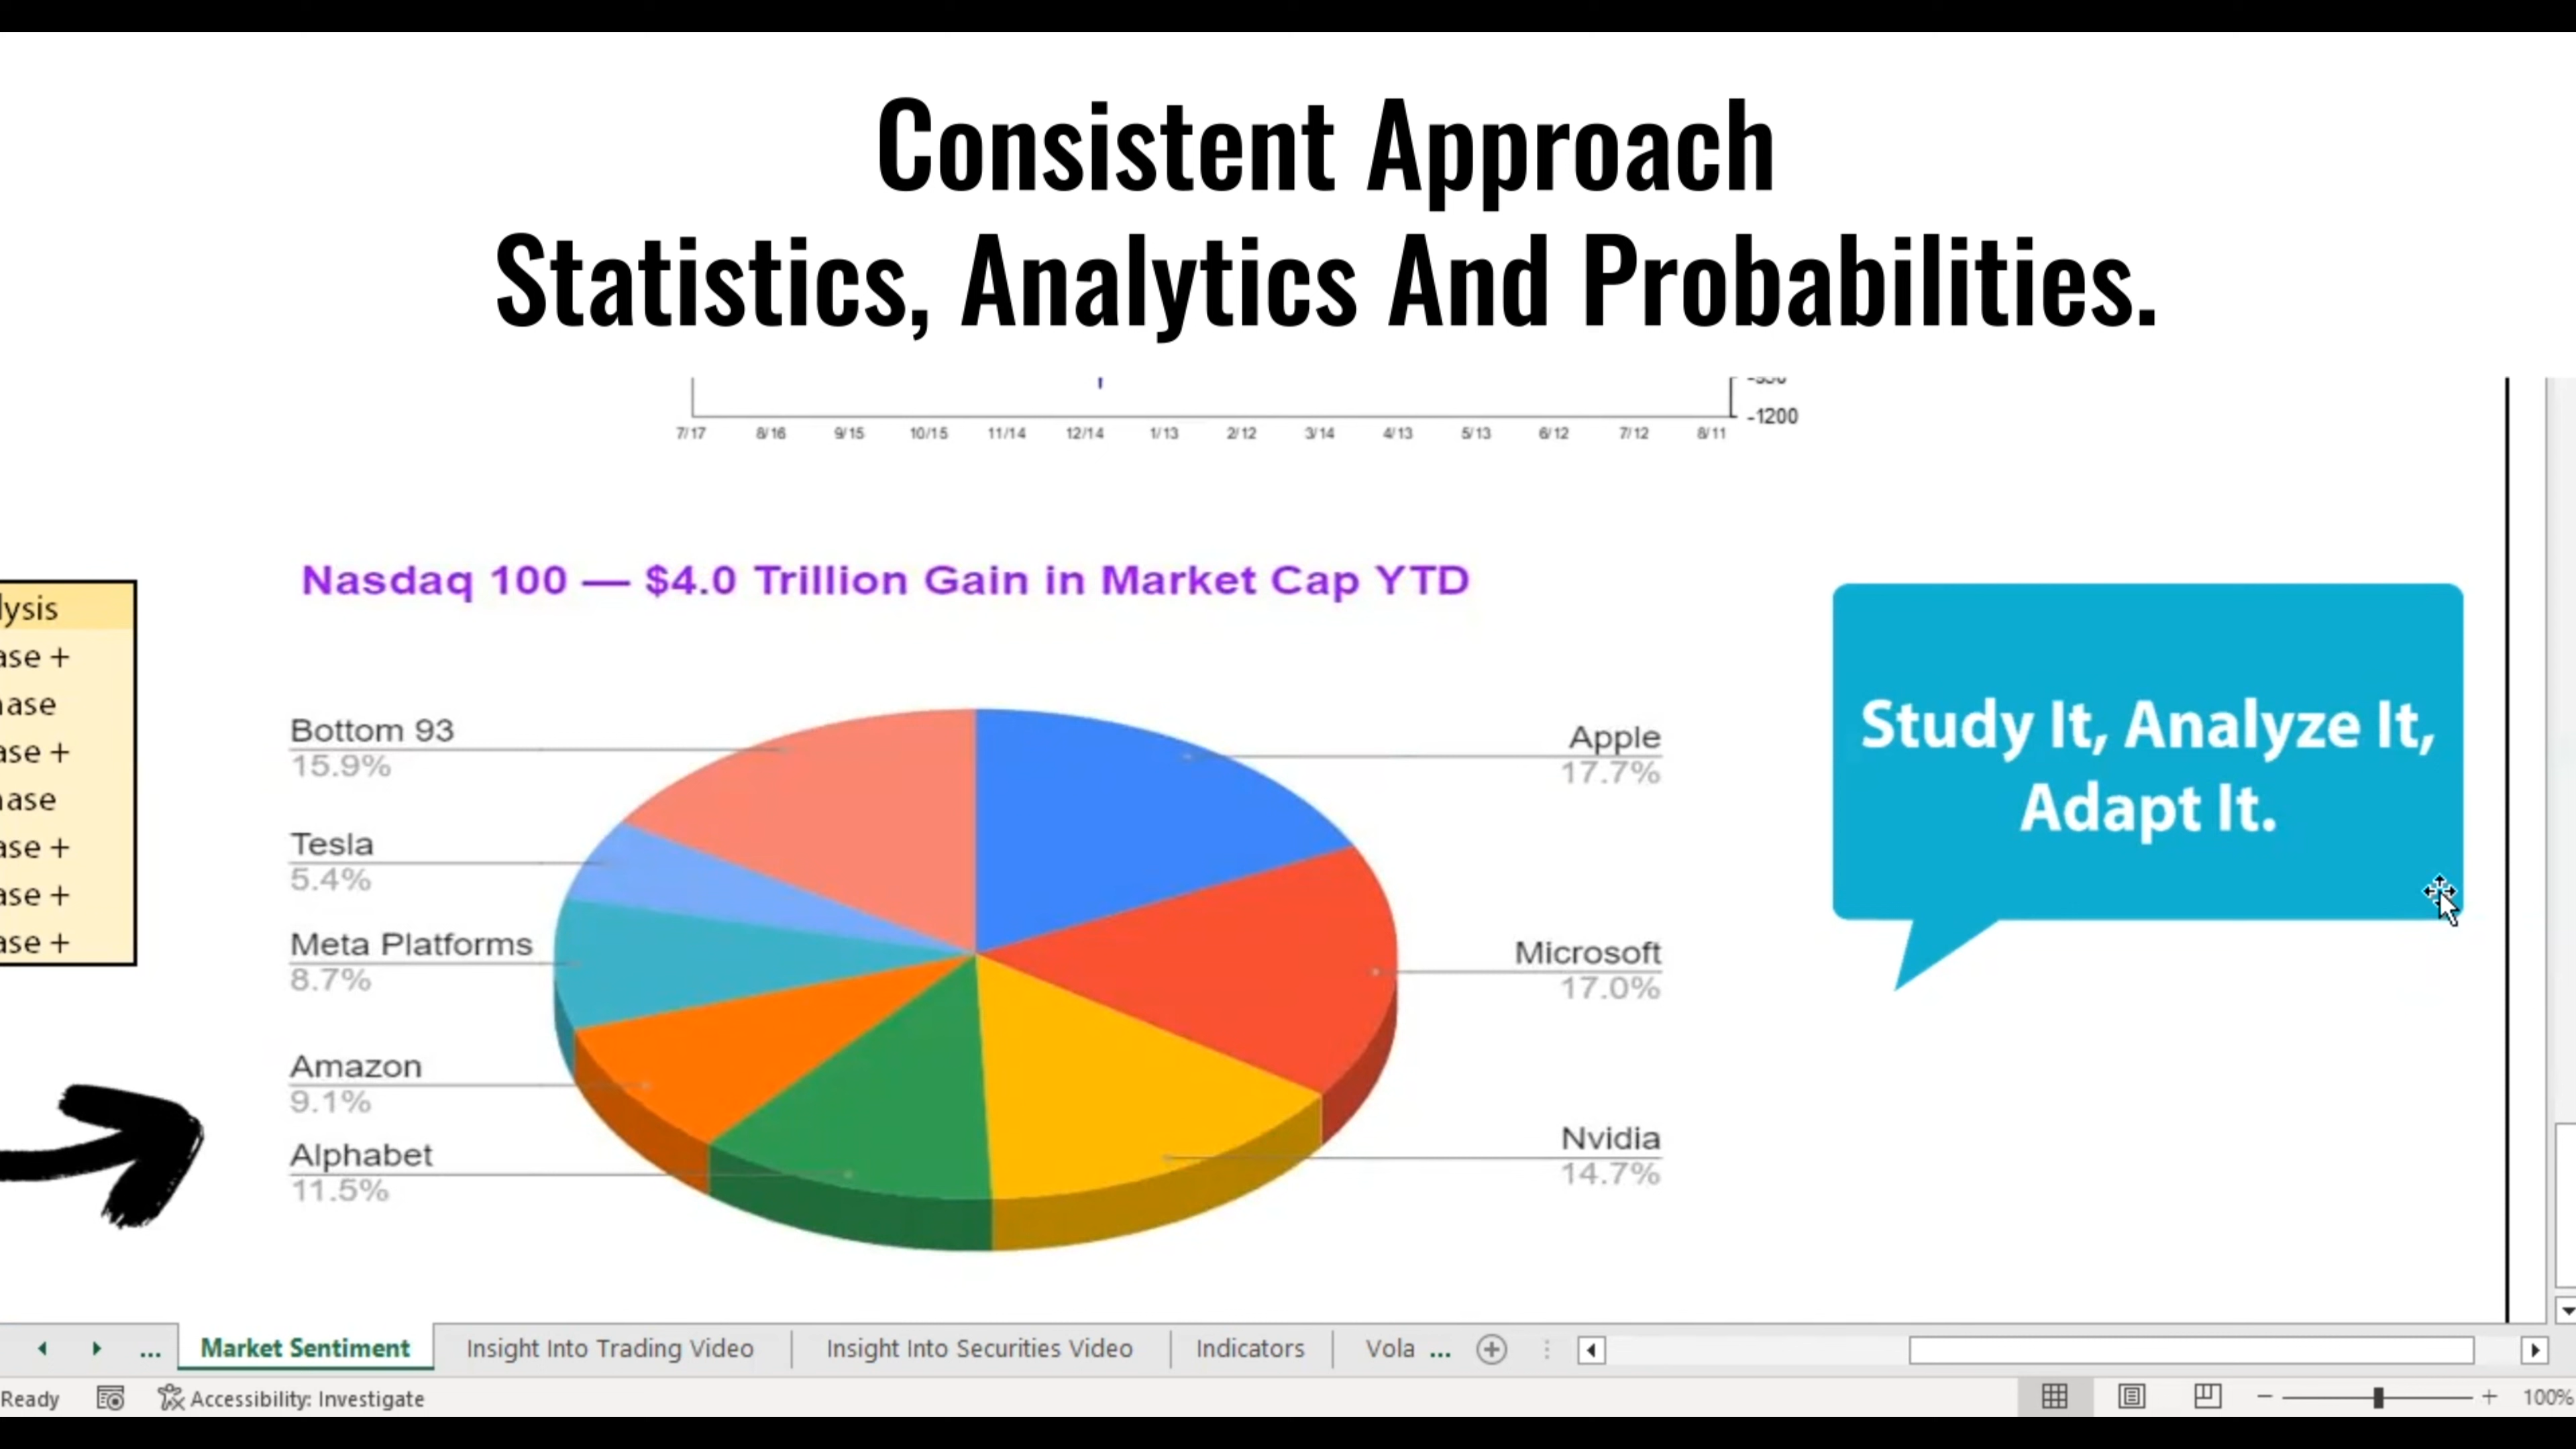 Consistent Approach
Statistics, Analytics And Probabilities.
-1200
7/17 8/16 9/15 10/15 11/14 12/14 1/13 2/12 3/14 4/13 5/13 6/12 7/12 8/11
Nasdaq 100 — $4.0 Trillion Gain in Market Cap YTD
lysis
ase +
ase
ase +
ase
ase +
ase +
ase +
Bottom 93
15.9%
Tesla
5.4%
Meta Platforms
8.7%
Amazon
9.1%
Alphabet
11.5%
Apple
17.7%
Microsoft
17.0%
Nvidia
14.7%
Study It, Analyze It,
Adapt It.
... Market Sentiment Insight Into Trading Video Insight Into Securities Video Indicators Vola ...
Ready Accessibility: Investigate 100%